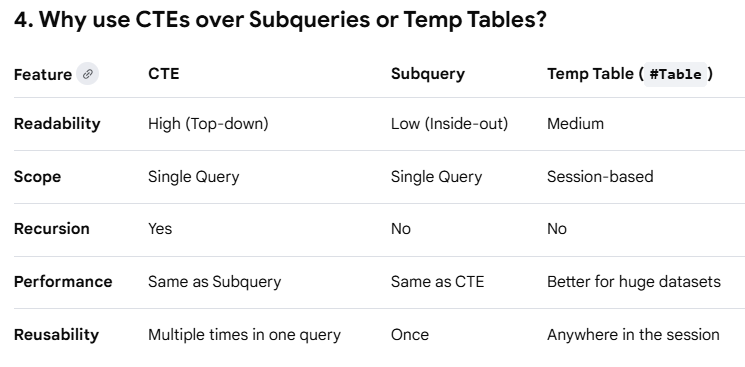 4. Why use CTEs over Subqueries or Temp Tables?
Feature CTE Subquery Temp Table ( #Table )
Readability High (Top-down) Low (Inside-out) Medium
Scope Single Query Single Query Session-based
Recursion Yes No No
Performance Same as Subquery Same as CTE Better for huge datasets
Reusability Multiple times in one query Once Anywhere in the session